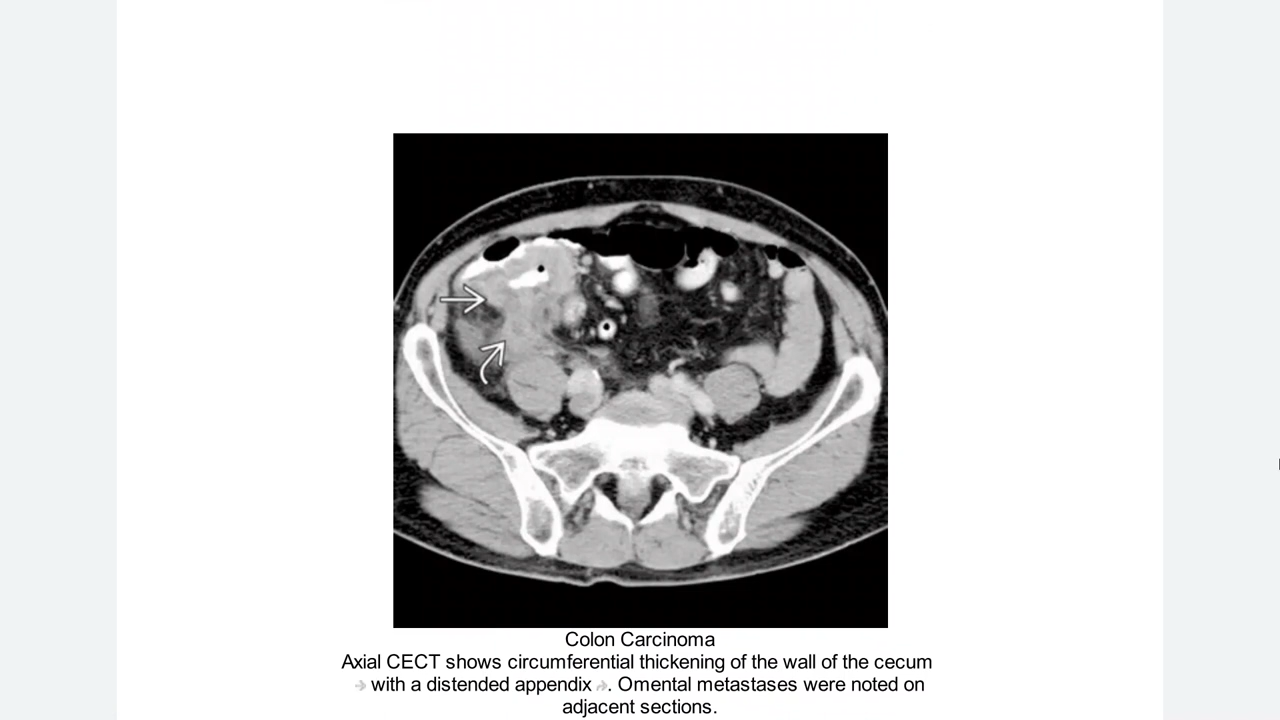 Colon Carcinoma
Axial CECT shows circumferential thickening of the wall of the cecum
with a distended appendix . Omental metastases were noted on
adjacent sections.